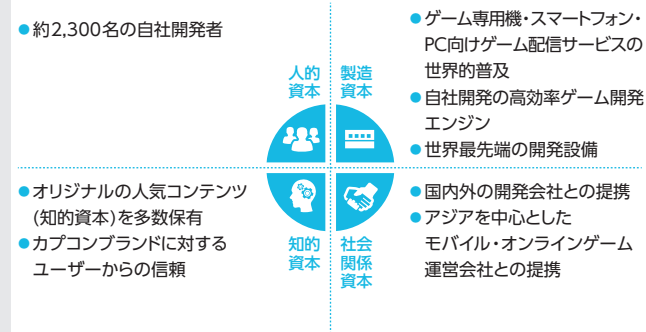 ●約2,300名の自社開発者
人的
資本
製造
資本
●ゲーム専用機・スマートフォン・
PC向けゲーム配信サービスの
世界的普及
●自社開発の高効率ゲーム開発
エンジン
●世界最先端の開発設備
●オリジナルの人気コンテンツ
(知的資本)を多数保有
●カプコンブランドに対する
ユーザーからの信頼
知的
資本
社会
関係
資本
●国内外の開発会社との提携
●アジアを中心とした
モバイル・オンラインゲーム
運営会社との提携